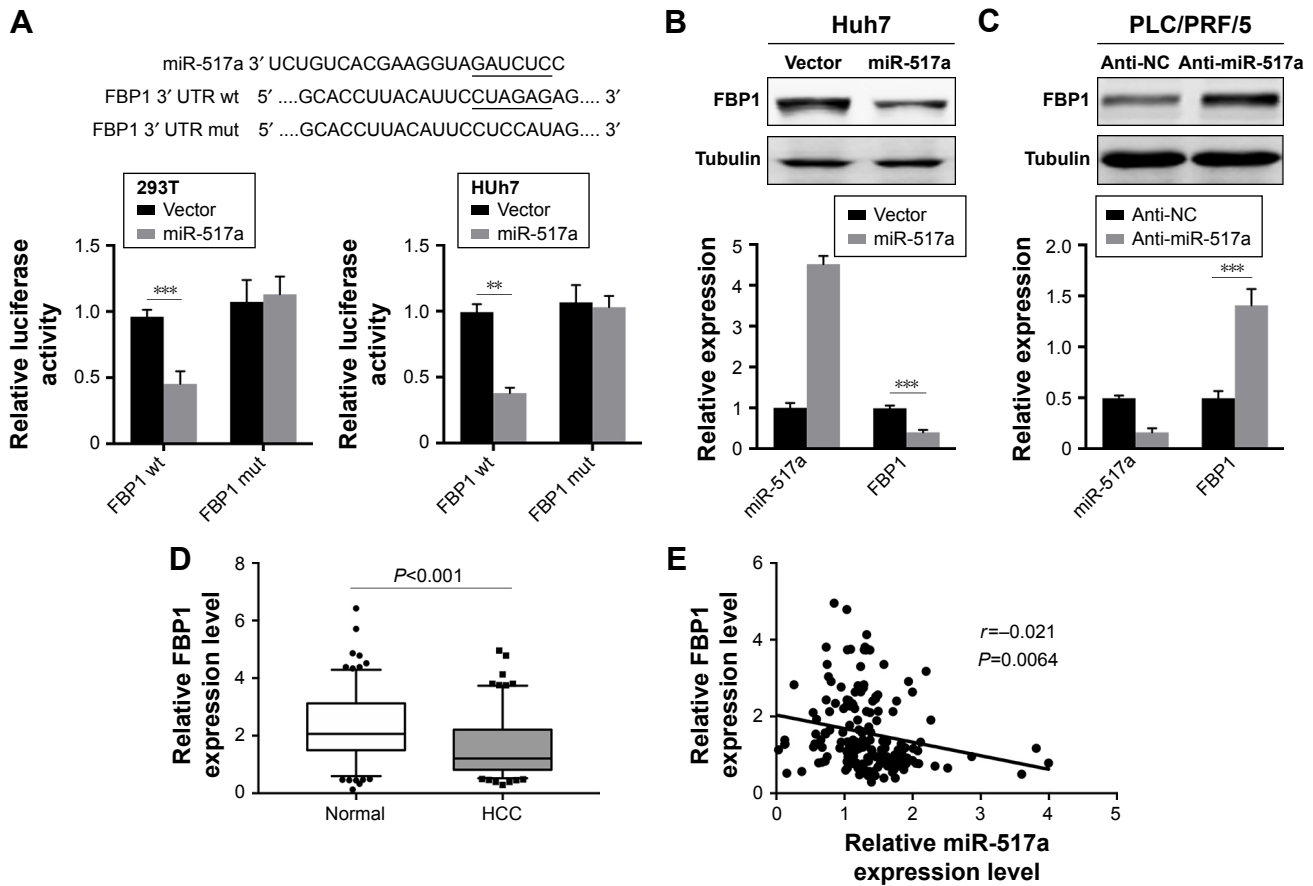 A
miR-517a 3′ UCUGUCACGAAGGUAGAUCUCC
FBP1 3′ UTR wt 5′ ....GCACCUUACAUUCCUAGAGAG.... 3′
FBP1 3′ UTR mut 5′ ....GCACCUUACAUUCCUCCAUAG.... 3′
293T
Vector
miR-517a
Relative luciferase
activity
1.5
1.0
0.5
0
***
FBP1 wt
FBP1 mut
HUh7
Vector
miR-517a
Relative luciferase
activity
1.5
1.0
0.5
0
**
FBP1 wt
FBP1 mut
B
Huh7
Vector miR-517a
FBP1
Tubulin
Vector
miR-517a
Relative expression
5
4
3
2
1
0
***
miR-517a
FBP1
C
PLC/PRF/5
Anti-NC Anti-miR-517a
FBP1
Tubulin
Anti-NC
Anti-miR-517a
Relative expression
2.0
1.5
1.0
0.5
0
***
miR-517a
FBP1
D
Relative FBP1
expression level
8
6
4
2
0
P<0.001
Normal
HCC
E
Relative FBP1
expression level
6
4
2
0
r=–0.021
P=0.0064
0 1 2 3 4 5
Relative miR-517a
expression level